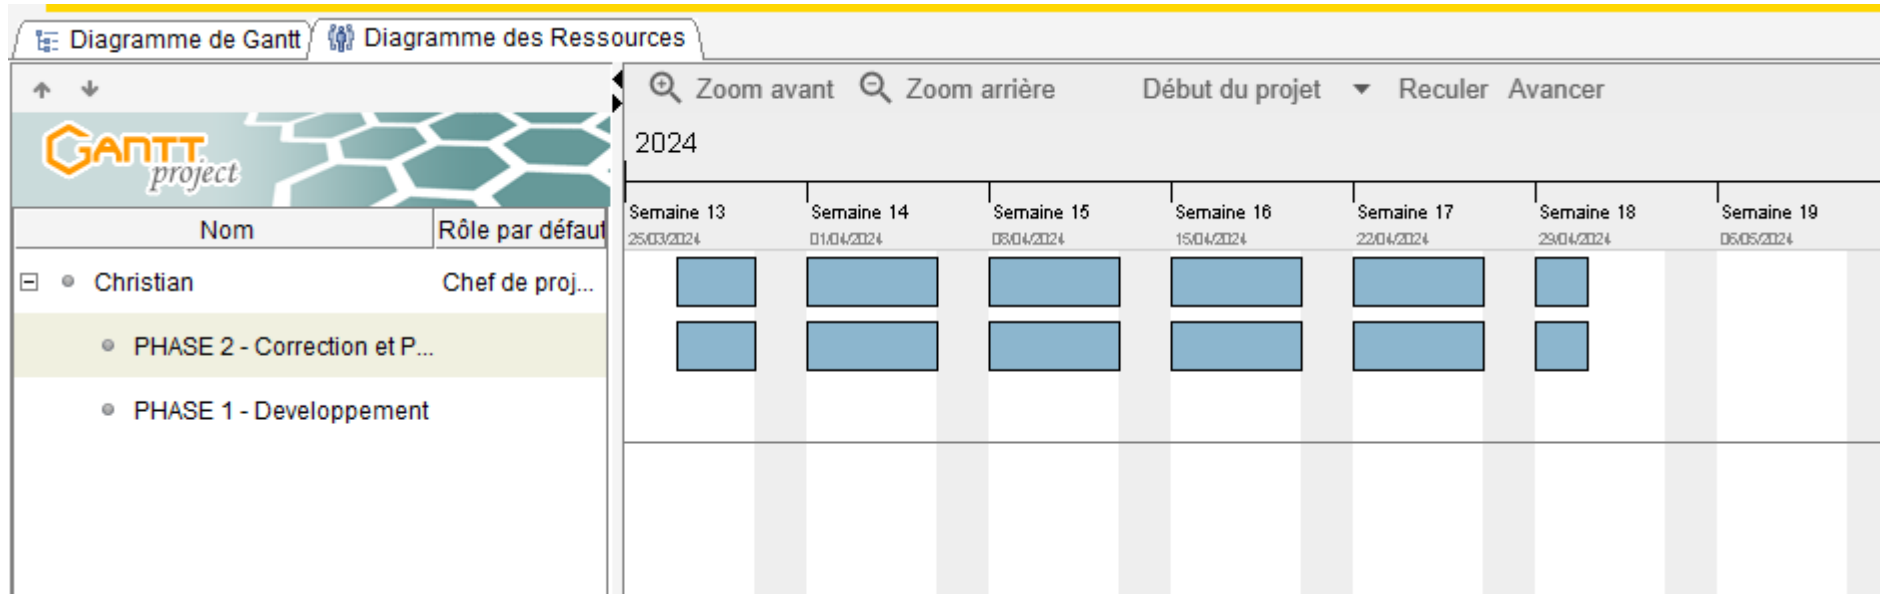 Diagramme de Gantt Diagramme des Ressources
Zoom avant Zoom arrière Début du projet Reculer Avancer
GANTT project
2024
Nom Rôle par défaut
Semaine 13 Semaine 14 Semaine 15 Semaine 16 Semaine 17 Semaine 18 Semaine 19
25/03/2024 01/04/2024 08/04/2024 15/04/2024 22/04/2024 29/04/2024 06/05/2024
Christian Chef de proj...
PHASE 2 - Correction et P...
PHASE 1 - Developpement